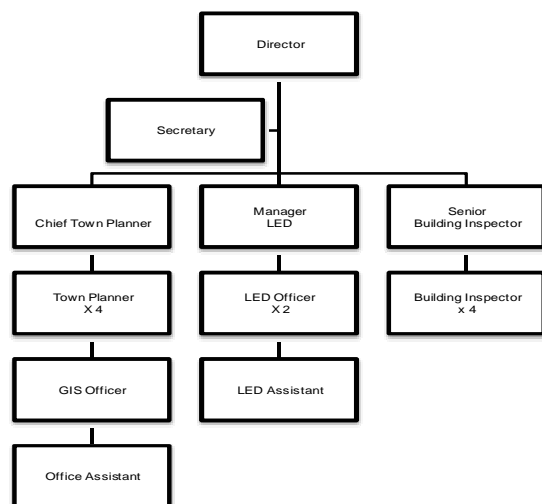 Director
Secretary
Chief Town Planner
Manager
LED
Senior
Building Inspector
Town Planner
X 4
LED Officer
X 2
Building Inspector
x 4
GIS Officer
LED Assistant
Office Assistant